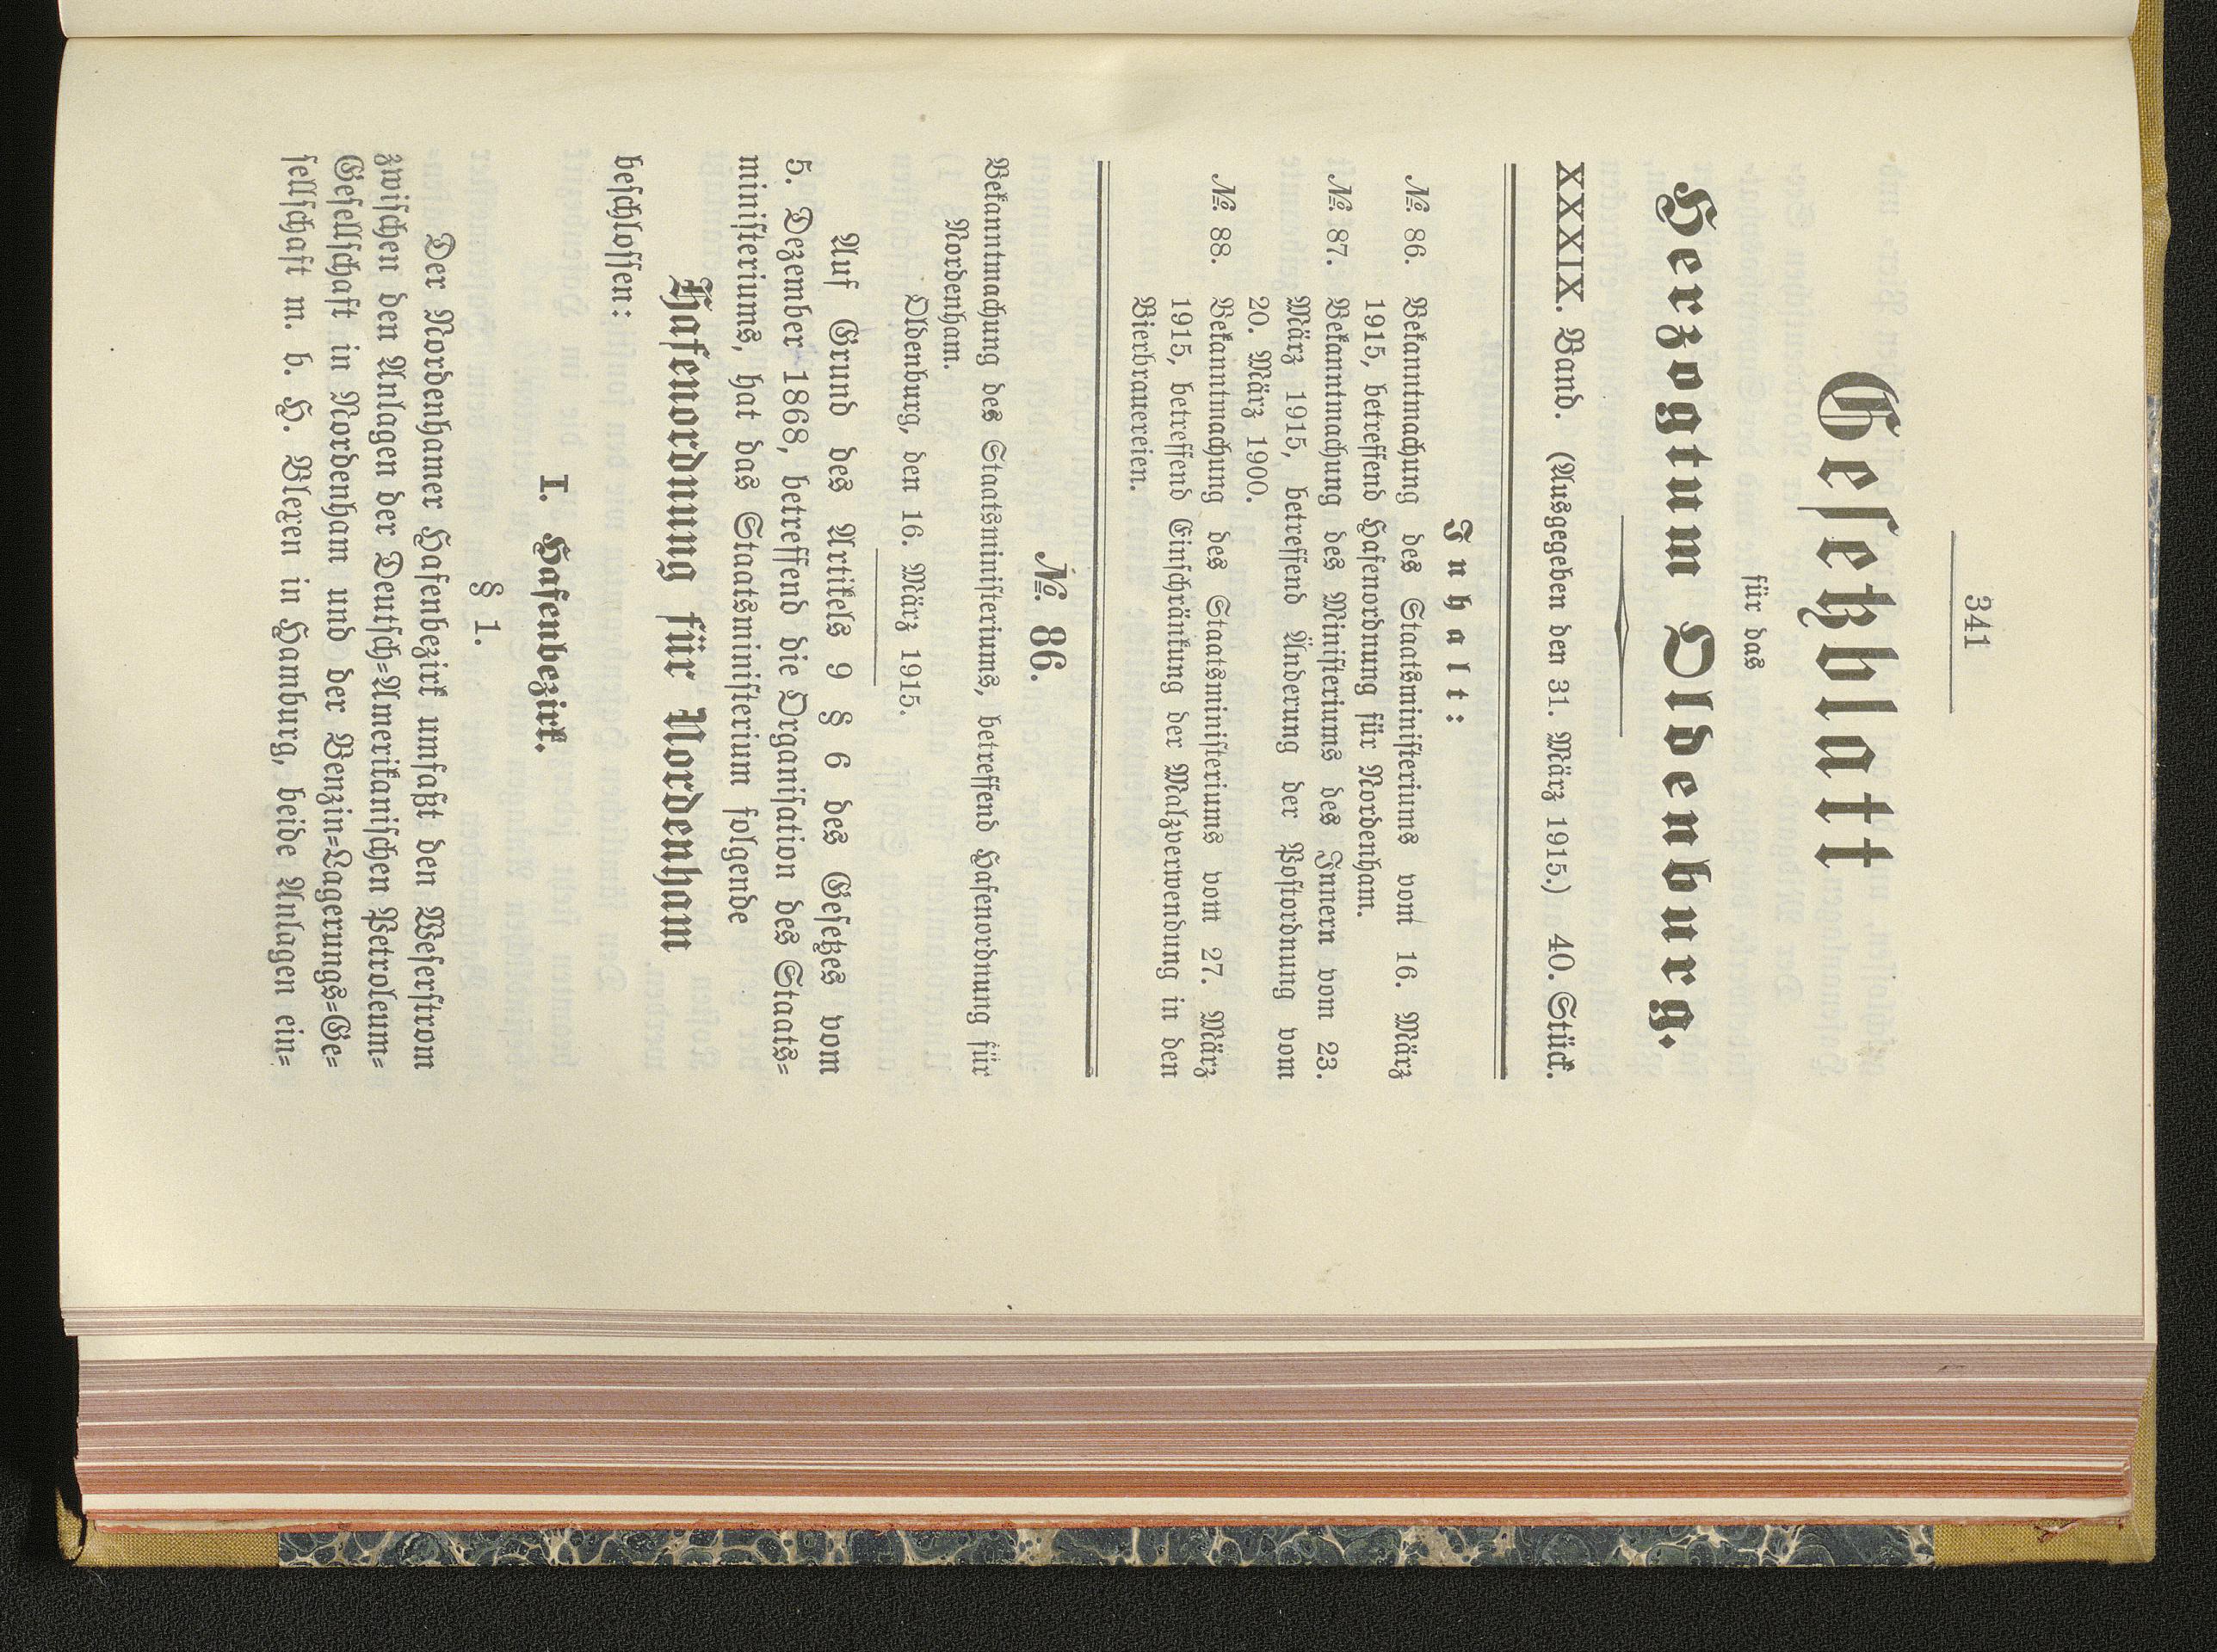 341
Gesetzblatt
für das
Herzogtum Oldenburg.
XXXIX. Band. (Ausgegeben den 31. März 1915.) 40. Stück.
Inhalt:
№ 86. Bekanntmachung des Staatsministeriums vom 16. März
1915, betreffend Hafenordnung für Nordenham.
№ 87. Bekanntmachung des Ministeriums des Innern vom 23.
März 1915, betreffend Änderung der Postordnung vom
20. März 1900.
№ 88. Bekanntmachung des Staatsministeriums vom 27. März
1915, betreffend Einschränkung der Malzverwendung in den
Bierbrauereien.
№. 86.
Bekanntmachung des Staatsministeriums, betreffend Hafenordnung für
Nordenham.
Oldenburg, den 16. März 1915.
Auf Grund des Artikels 9 § 6 des Gesetzes vom
5. Dezember 1868, betreffend die Organisation des Staats-
ministeriums, hat das Staatsministerium folgende
Hafenordnung für Nordenham
beschlossen:
I. Hafenbezirk.
§ 1.
Der Nordenhamer Hafenbezirk umfaßt den Weserstrom
zwischen den Anlagen der Deutsch-Amerikanischen Petroleum-
Gesellschaft in Nordenham und der Benzin-Lagerungs-Ge-
sellschaft m. b. H. Blexen in Hamburg, beide Anlagen ein-